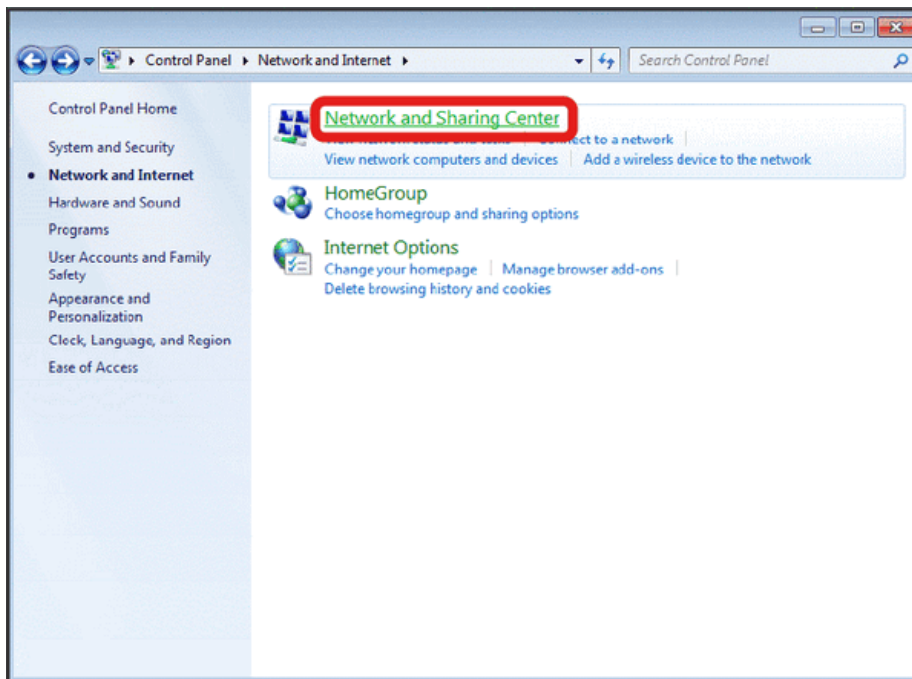 Control Panel Network and Internet Search Control Panel
Control Panel Home
System and Security
Network and Internet
Hardware and Sound
Programs
User Accounts and Family
Safety
Appearance and
Personalization
Clock, Language, and Region
Ease of Access
Network and Sharing Center
to a network
View network computers and devices Add a wireless device to the network
HomeGroup
Choose homegroup and sharing options
Internet Options
Change your homepage Manage browser add-ons
Delete browsing history and cookies